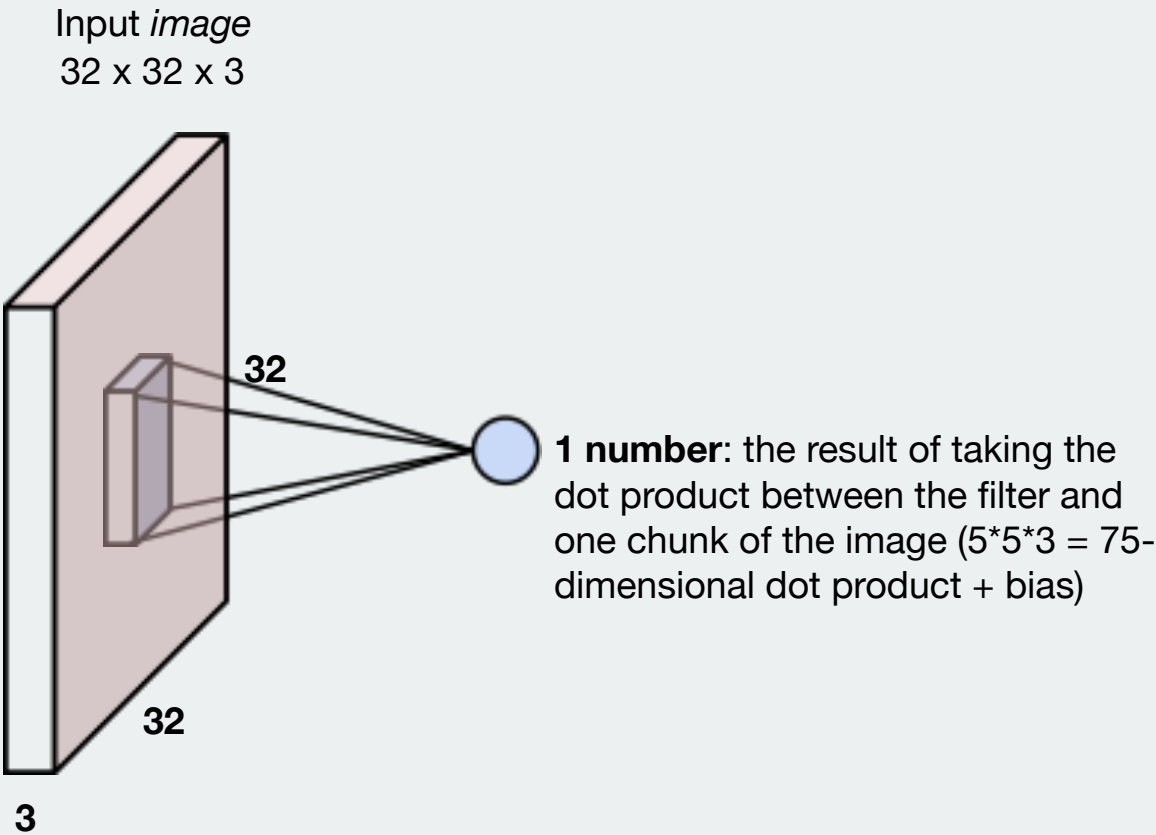 Input image
32 x 32 x 3
32
1 number: the result of taking the
dot product between the filter and
one chunk of the image (5*5*3 = 75-
dimensional dot product + bias)
32
3